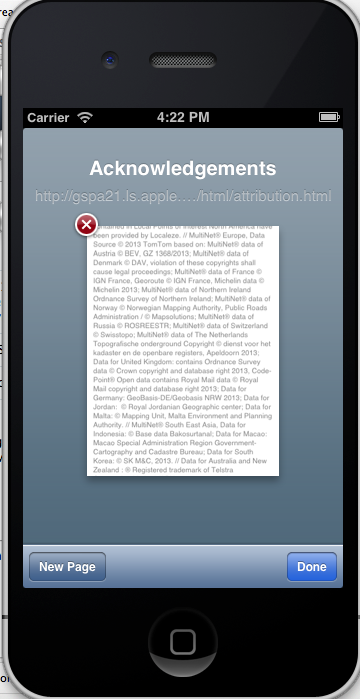 Carrier 4:22 PM
Acknowledgements
http://gspa21.ls.apple..../html/attribution.html
contained in Local Points of Interest North America have
been provided by Localeze. // MultiNet® Europe, Data
Source © 2013 TomTom based on: MultiNet® data of
Austria © BEV, GZ 1368/2013; MultiNet® data of
Denmark © DAV, violation of these copyrights shall
cause legal proceedings; MultiNet® data of France ©
IGN France, Georoute © IGN France, Michelin data ©
Michelin 2013; MultiNet® data of Northern Ireland
Ordnance Survey of Northern Ireland; MultiNet® data of
Norway © Norwegian Mapping Authority, Public Roads
Administration / © Mapsolutions; MultiNet® data of
Russia © ROSREESTR; MultiNet® data of Switzerland
© Swisstopo; MultiNet® data of The Netherlands
Topografische onderground Copyright © dienst voor het
kadaster en de openbare registers, Apeldoorn 2013;
Data for United Kingdom: contains Ordnance Survey
data © Crown copyright and database right 2013, Code-
Point® Open data contains Royal Mail data © Royal
Mail copyright and database right 2013; Data for
Germany: GeoBasis-DE/Geobasis NRW 2013; Data for
Jordan: © Royal Jordanian Geographic center; Data for
Malta: © Mapping Unit, Malta Environment and Planning
Authority. // MultiNet® South East Asia, Data for
Indonesia: © Base data Bakosurtanal; Data for Macao:
Macao Special Administration Region Government-
Cartography and Cadastre Bureau; Data for South
Korea: © SK M&C, 2013. // Data for Australia and New
Zealand : ® Registered trademark of Telstra
New Page Done